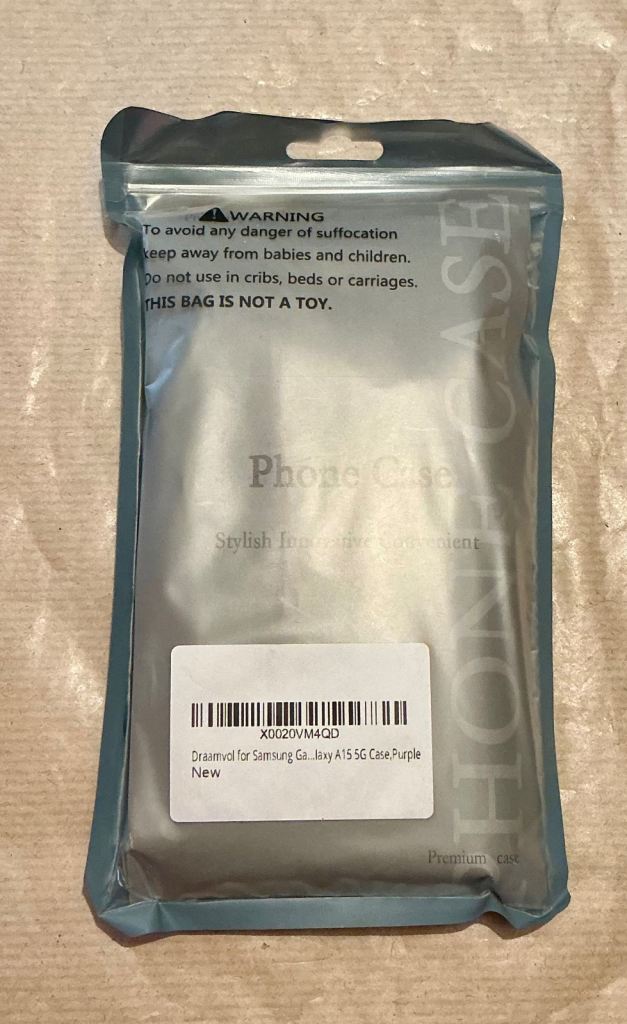 WARNING
To avoid any danger of suffocation
keep away from babies and children.
Do not use in cribs, beds or carriages.
THIS BAG IS NOT A TOY.
PHONE CASE
Phone Case
Stylish Innovative Convenient
X0020VM4QD
Draamvol for Samsung Ga...laxy A15 5G Case,Purple
New
Premium case